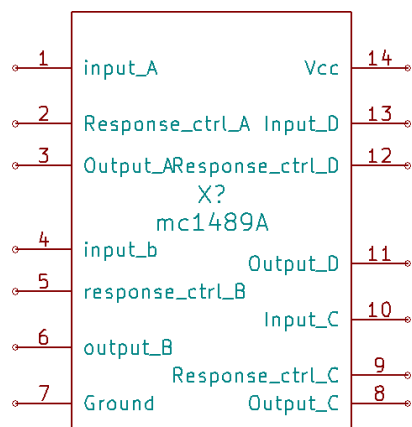 1 input_A Vcc 14
2 Response_ctrl_A Input_D 13
3 Output_A Response_ctrl_D 12
X?
mc1489A
4 input_b
Output_D 11
5 response_ctrl_B
Input_C 10
6 output_B
Response_ctrl_C 9
7 Ground Output_C 8